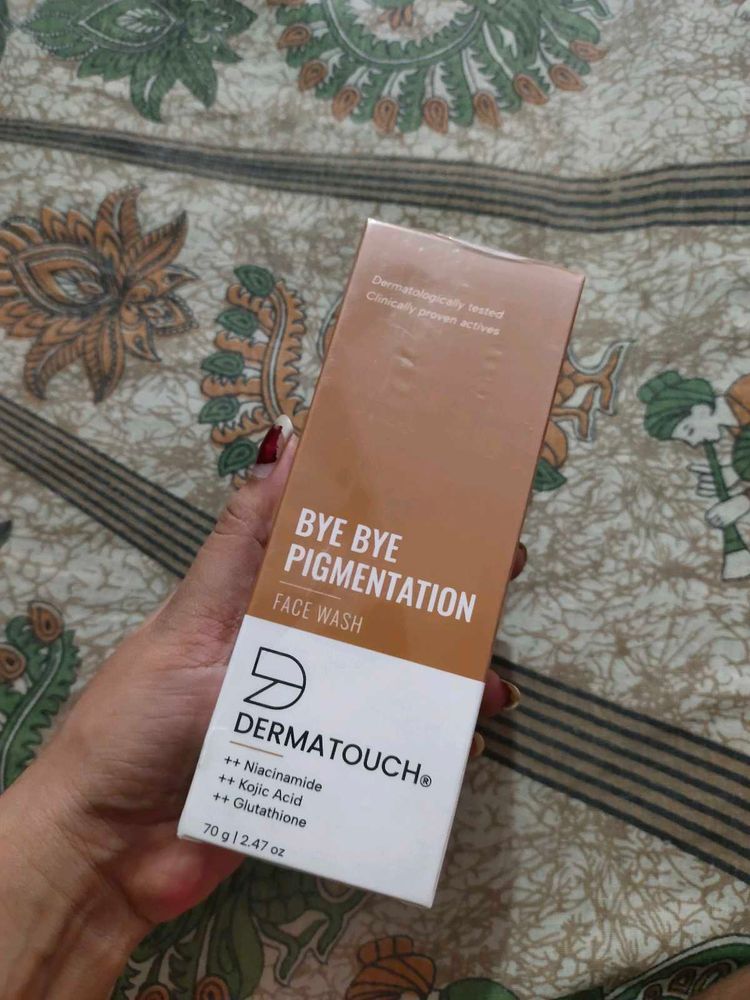 Dermatologically tested
Clinically proven actives
BYE BYE
PIGMENTATION
FACE WASH
DERMATOUCH®
++ Niacinamide
++ Kojic Acid
++ Glutathione
70 g | 2.47 oz